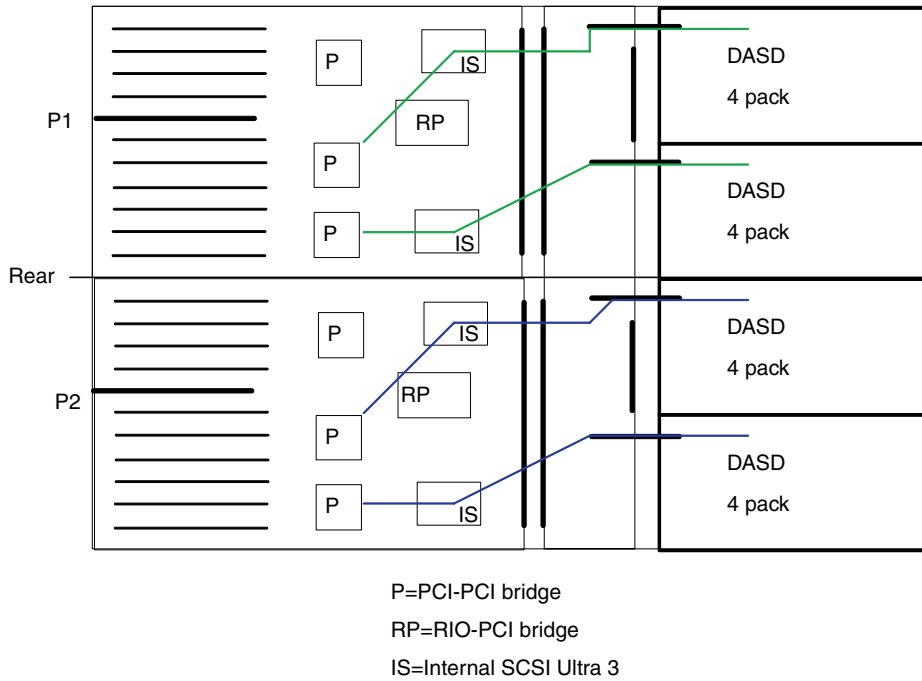 P
IS
DASD
4 pack
P1
RP
P
DASD
4 pack
P
IS
Rear
P
IS
DASD
4 pack
P2
RP
P
DASD
4 pack
P
IS
P=PCI-PCI bridge
RP=RIO-PCI bridge
IS=Internal SCSI Ultra 3